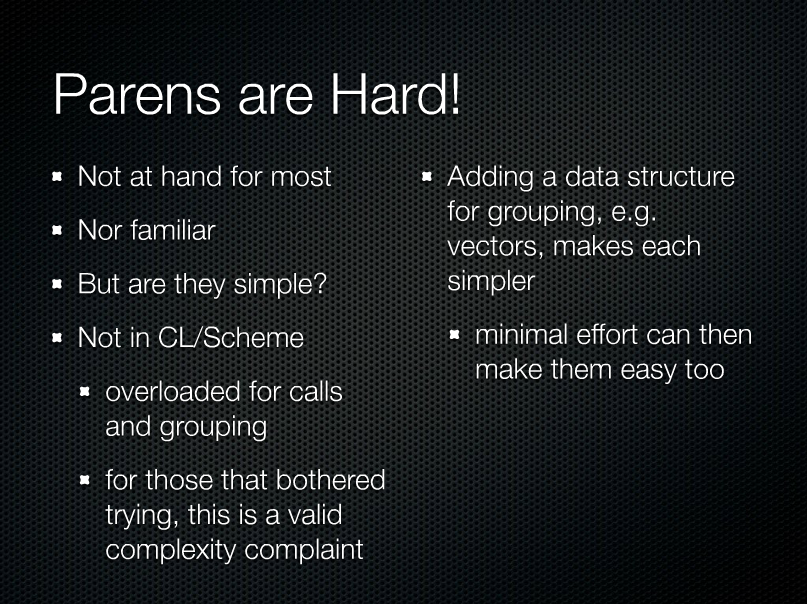 Parens are Hard!
Not at hand for most
Nor familiar
But are they simple?
Not in CL/Scheme
overloaded for calls
and grouping
for those that bothered
trying, this is a valid
complexity complaint
Adding a data structure
for grouping, e.g.
vectors, makes each
simpler
minimal effort can then
make them easy too